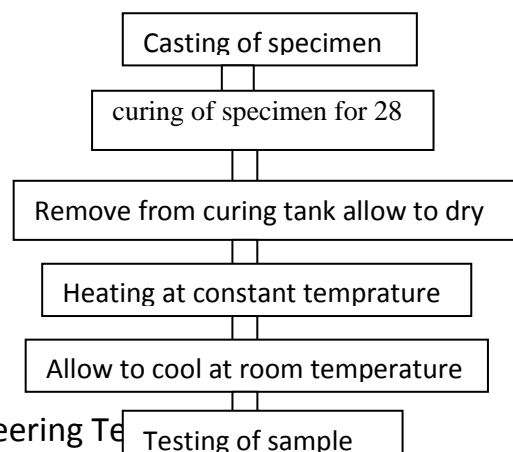 Casting of specimen
curing of specimen for 28
Remove from curing tank allow to dry
Heating at constant temprature
Allow to cool at room temperature
eering Te
Testing of sample